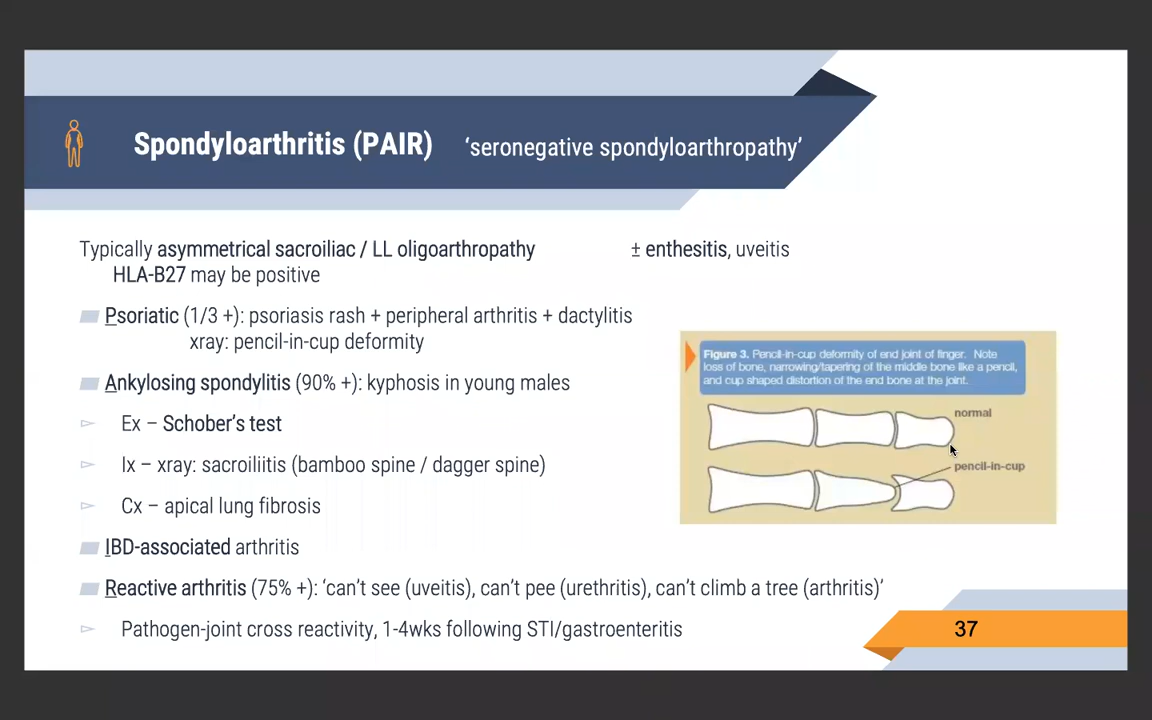 Spondyloarthritis (PAIR) ‘seronegative spondyloarthropathy’
Typically asymmetrical sacroiliac / LL oligoarthropathy ± enthesitis, uveitis
HLA-B27 may be positive
Psoriatic (1/3 +): psoriasis rash + peripheral arthritis + dactylitis
xray: pencil-in-cup deformity
Ankylosing spondylitis (90% +): kyphosis in young males
Ex – Schober’s test
Ix – xray: sacroiliitis (bamboo spine / dagger spine)
Cx – apical lung fibrosis
IBD-associated arthritis
Reactive arthritis (75% +): ‘can’t see (uveitis), can’t pee (urethritis), can’t climb a tree (arthritis)’
Pathogen-joint cross reactivity, 1-4wks following STI/gastroenteritis
Figure 3. Pencil-in-cup deformity of end joint of finger. Note
loss of bone, narrowing/tapering of the middle bone like a pencil,
and cup shaped distortion of the end bone at the joint.
normal
pencil-in-cup
37